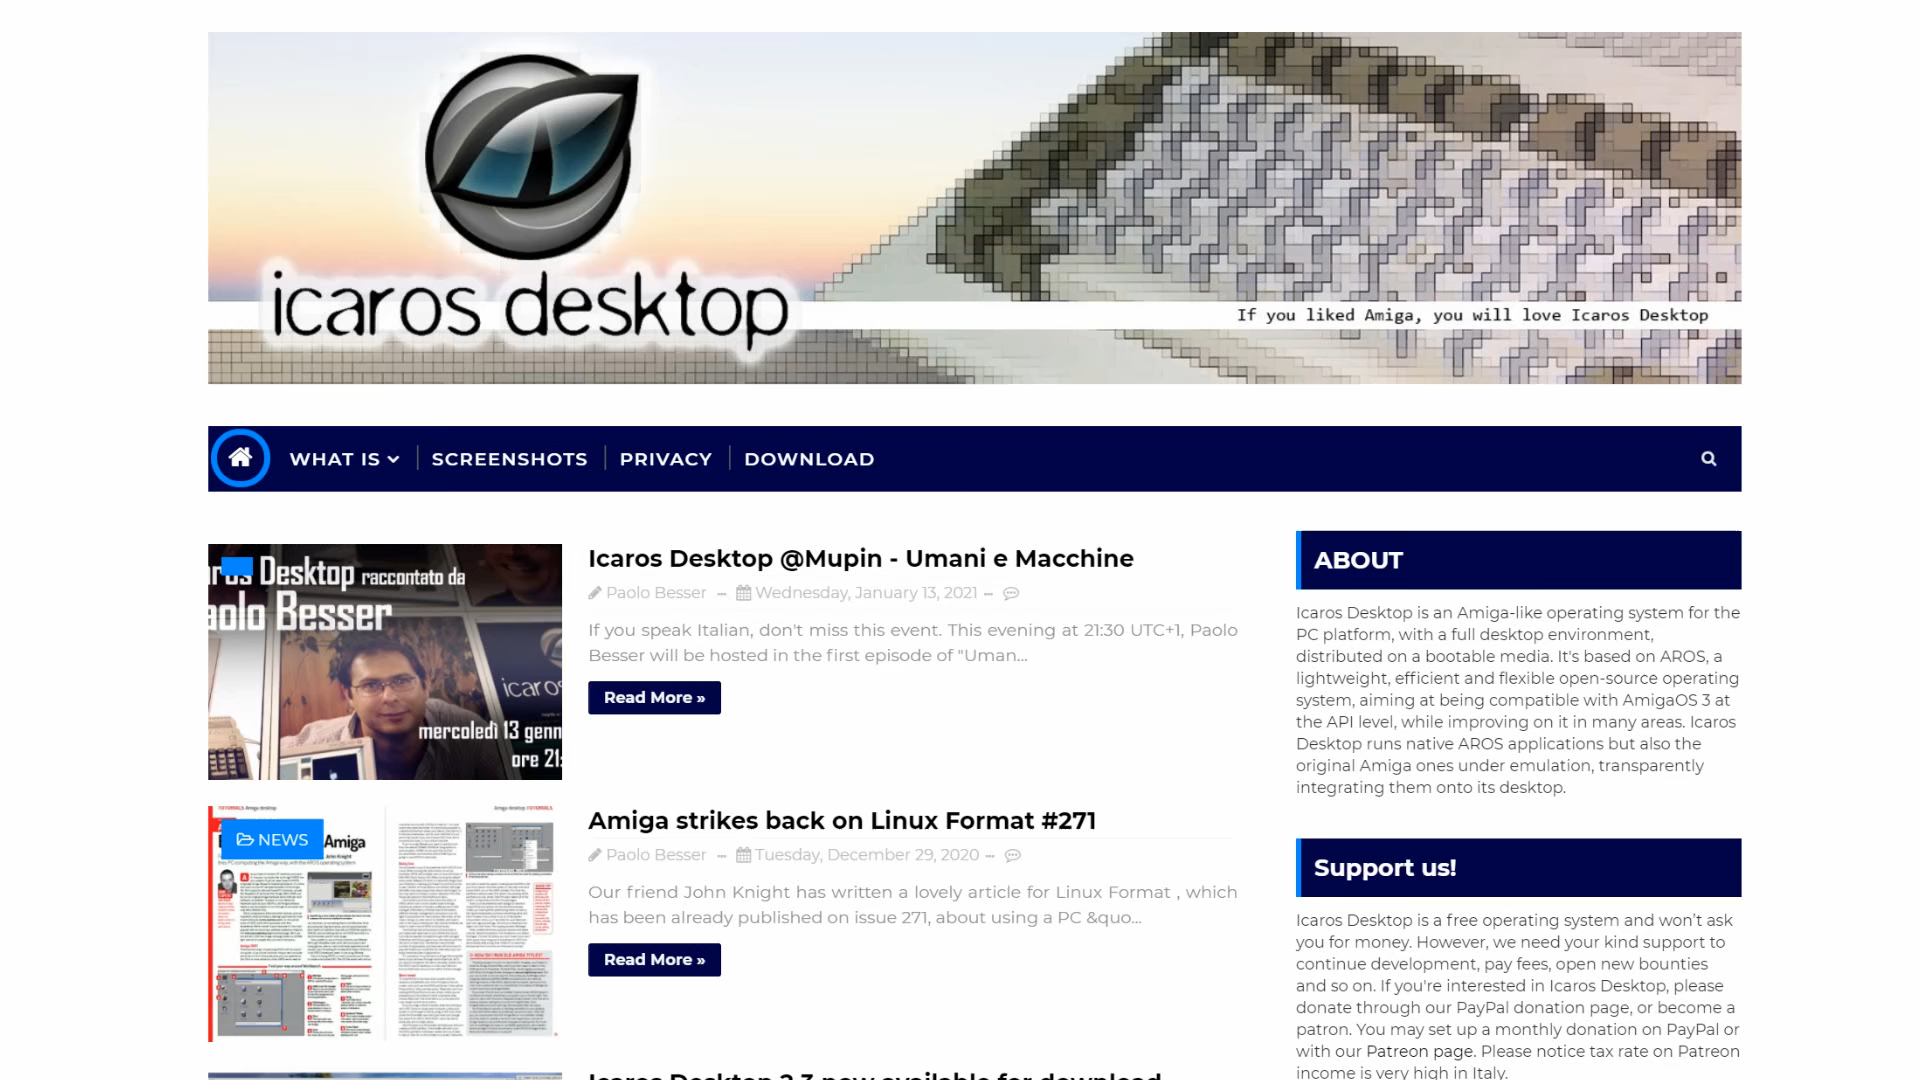 icaros desktop
If you liked Amiga, you will love Icaros Desktop
WHAT IS
SCREENSHOTS
PRIVACY
DOWNLOAD
Desktop raccontato da
Besser
icaro
mercoledì 13 genn
ore 21:
Icaros Desktop @Mupin - Umani e Macchine
Paolo Besser
Wednesday, January 13, 2021
If you speak Italian, don't miss this event. This evening at 21:30 UTC+1, Paolo
Besser will be hosted in the first episode of "Uman...
Read More »
NEWS
Amiga
Amiga strikes back on Linux Format #271
Paolo Besser
Tuesday, December 29, 2020
Our friend John Knight has written a lovely article for Linux Format , which
has been already published on issue 271, about using a PC &quo...
Read More »
Icaros Desktop 2.3 now available for download
ABOUT
Icaros Desktop is an Amiga-like operating system for the
PC platform, with a full desktop environment,
distributed on a bootable media. It's based on AROS, a
lightweight, efficient and flexible open-source operating
system, aiming at being compatible with AmigaOS 3 at
the API level, while improving on it in many areas. Icaros
Desktop runs native AROS applications but also the
original Amiga ones under emulation, transparently
integrating them onto its desktop.
Support us!
Icaros Desktop is a free operating system and won’t ask
you for money. However, we need your kind support to
continue development, pay fees, open new bounties
and so on. If you're interested in Icaros Desktop, please
donate through our PayPal donation page, or become a
patron. You may set up a monthly donation on PayPal or
with our Patreon page. Please notice tax rate on Patreon
income is very high in Italy.